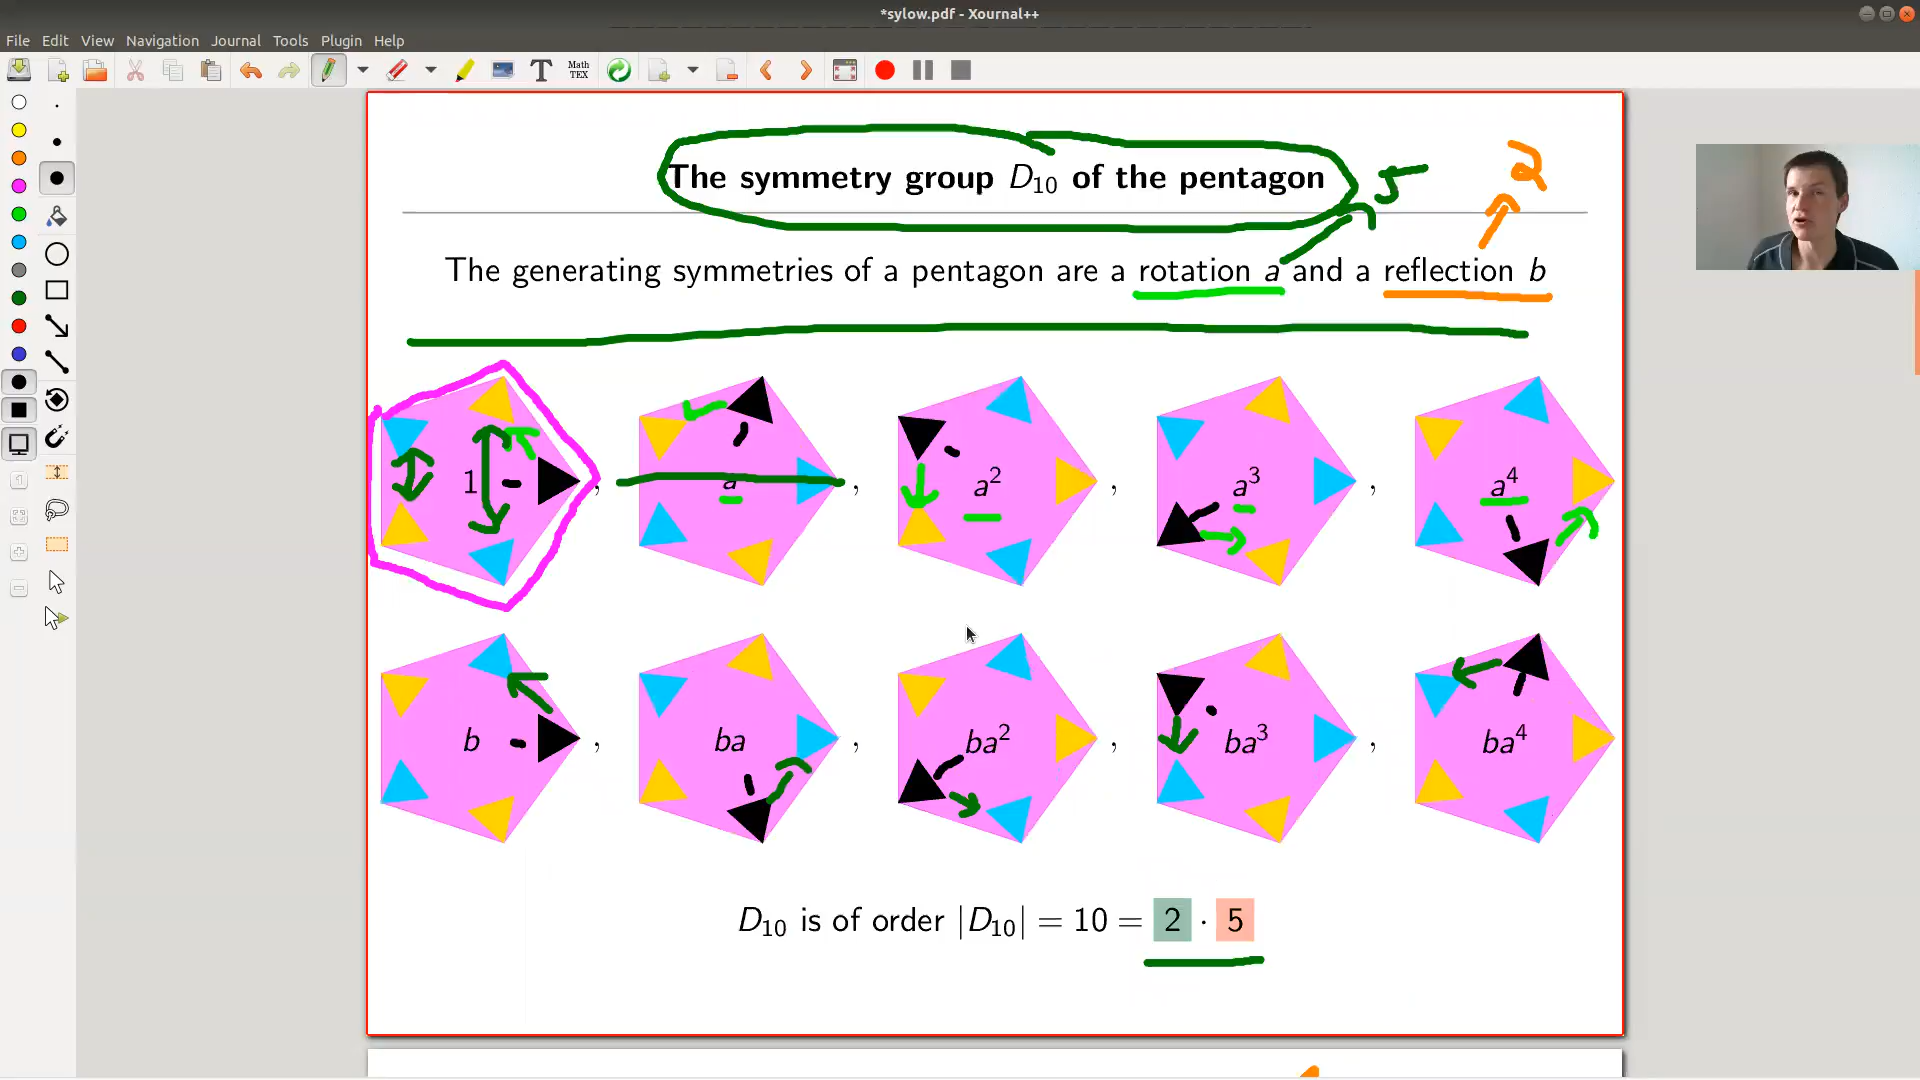 *sylow.pdf - Xournal++
File Edit View Navigation Journal Tools Plugin Help
T Math TEX
The symmetry group D₁₀ of the pentagon
5
2
The generating symmetries of a pentagon are a rotation a and a reflection b
1 , a , a² , a³ , a⁴
b , ba , ba² , ba³ , ba⁴
D₁₀ is of order |D₁₀| = 10 = 2 · 5